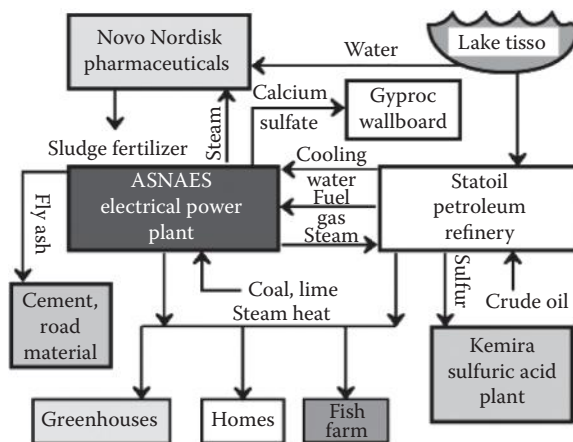 Novo Nordisk
pharmaceuticals
Water
Lake tisso
Calcium
sulfate
Gyproc
wallboard
Steam
Sludge fertilizer
Fly ash
ASNAES
electrical power
plant
Cooling
water
Fuel
gas
Steam
Statoil
petroleum
refinery
Sulfur
Crude oil
Coal, lime
Steam heat
Cement,
road
material
Kemira
sulfuric acid
plant
Greenhouses
Homes
Fish
farm